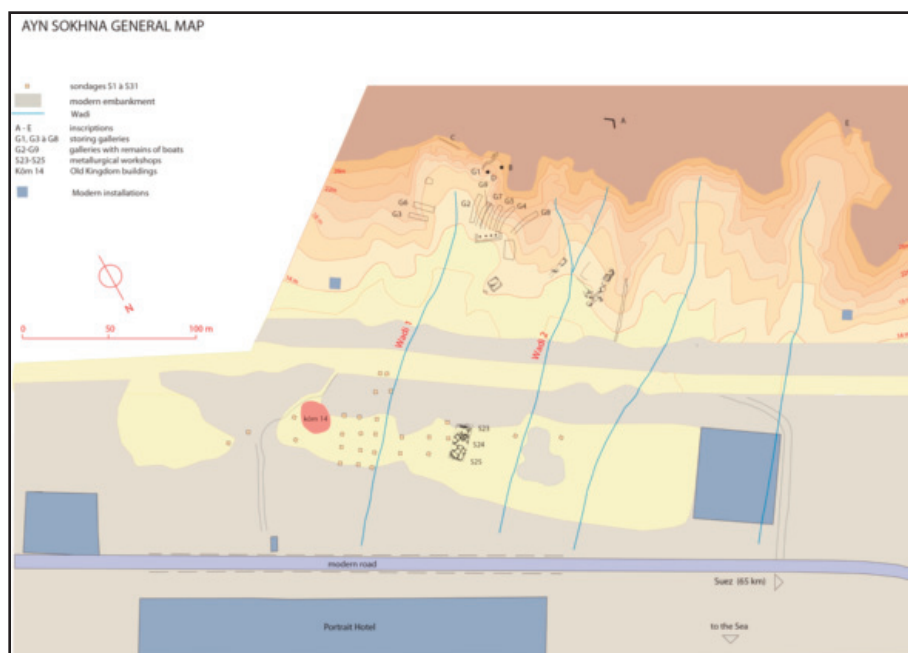 AYN SOKHNA GENERAL MAP
sondages S1 à S31
modern embankment
Wadi
A - E inscriptions
G1, G3 à G8 storing galleries
G2-G9 galleries with remains of boats
S23-S25 metallurgical workshops
Kôm 14 Old Kingdom buildings
Modern installations
N
0 50 100 m
A
E
C
B
G1
D
G9
G7
G5
G4
G2
G8
G6
G3
22m
14 m
Wadi 1
Wadi 2
kôm 14
S23
S24
S25
modern road
Suez (65 km)
Portrait Hotel
to the Sea